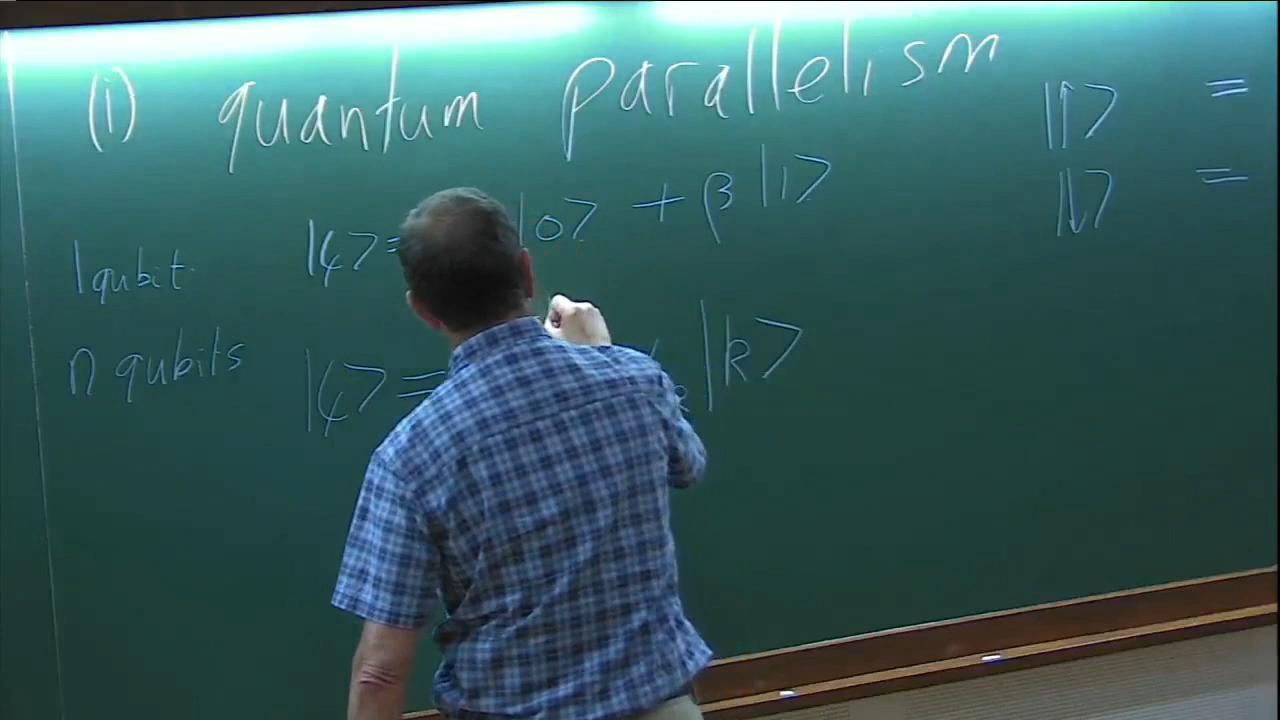 (i) quantum parallelism
|↑⟩ =
|↓⟩ =
1 qubit |ψ⟩ = |0⟩ + β |1⟩
n qubits |ψ⟩ = |k⟩